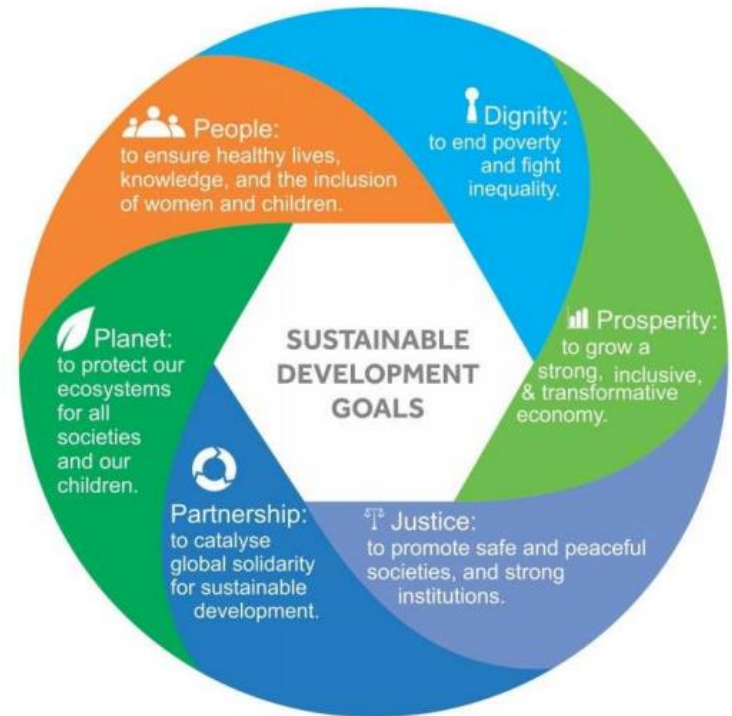 People:
to ensure healthy lives,
knowledge, and the inclusion
of women and children.
Dignity:
to end poverty
and fight
inequality.
Prosperity:
to grow a
strong, inclusive,
& transformative
economy.
Justice:
to promote safe and peaceful
societies, and strong
institutions.
Partnership:
to catalyse
global solidarity
for sustainable
development.
Planet:
to protect our
ecosystems
for all
societies
and our
children.
SUSTAINABLE
DEVELOPMENT
GOALS